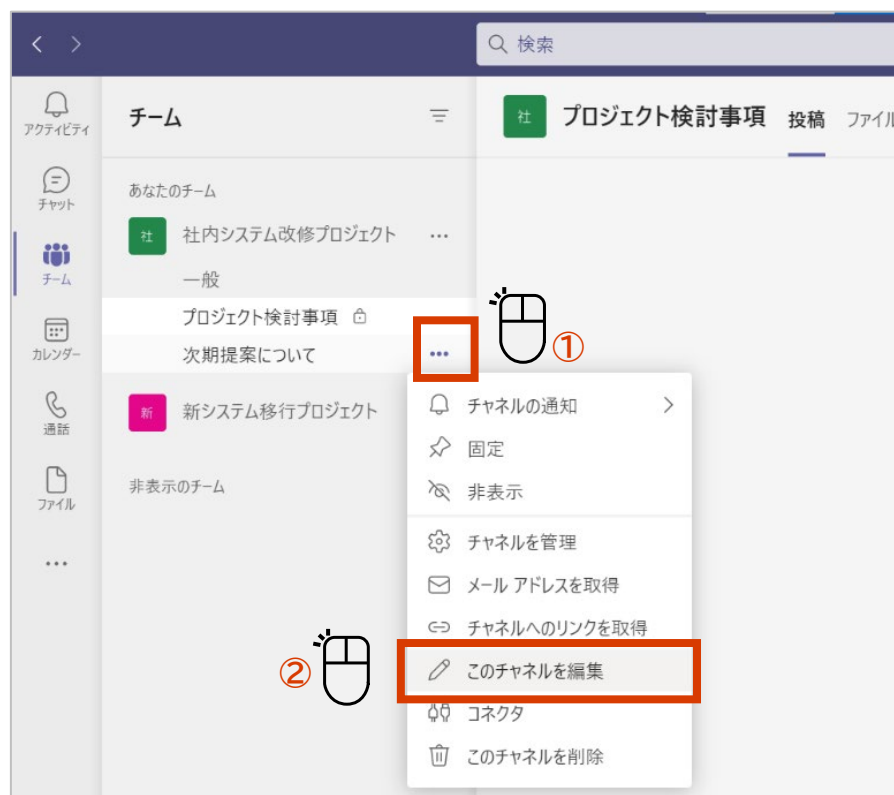 検索
アクティビティ
チャット
チーム
カレンダー
通話
ファイル
チーム
あなたのチーム
社 社内システム改修プロジェクト
一般
プロジェクト検討事項
次期提案について
新 新システム移行プロジェクト
非表示のチーム
社 プロジェクト検討事項 投稿 ファイル
①
チャネルの通知
固定
非表示
チャネルを管理
メール アドレスを取得
チャネルへのリンクを取得
② このチャネルを編集
コネクタ
このチャネルを削除